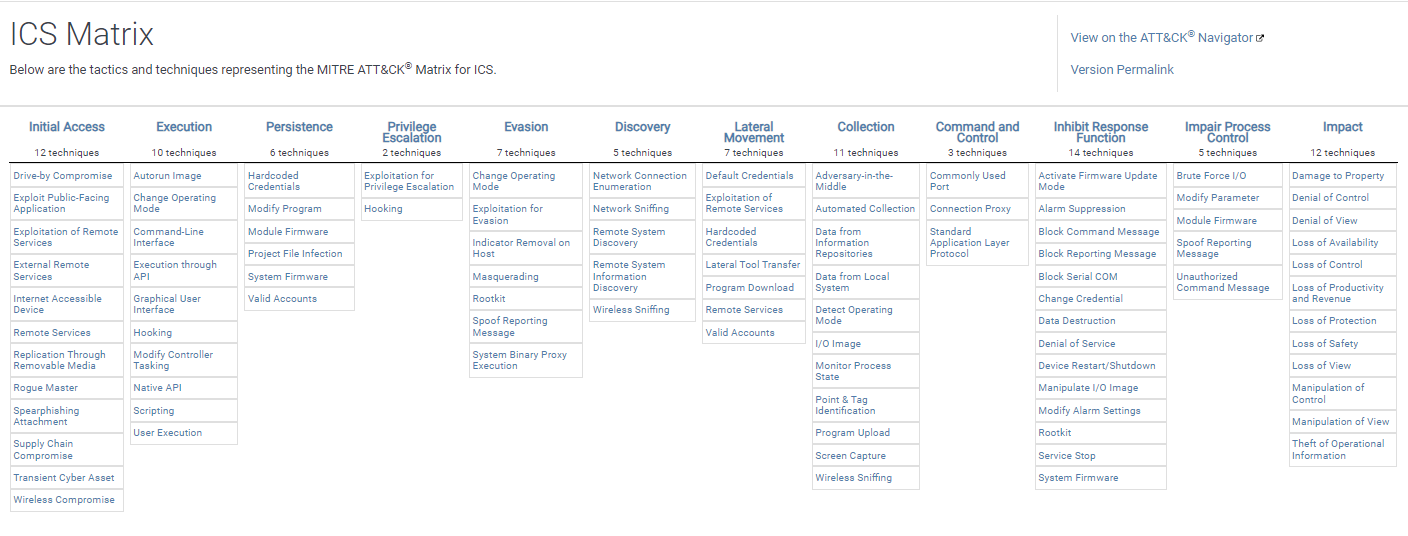 ICS Matrix
Below are the tactics and techniques representing the MITRE ATT&CK® Matrix for ICS.
View on the ATT&CK® Navigator
Version Permalink
Initial Access
12 techniques
Drive-by Compromise
Exploit Public-Facing
Application
Exploitation of Remote
Services
External Remote
Services
Internet Accessible
Device
Remote Services
Replication Through
Removable Media
Rogue Master
Spearphishing
Attachment
Supply Chain
Compromise
Transient Cyber Asset
Wireless Compromise
Execution
10 techniques
Autorun Image
Change Operating
Mode
Command-Line
Interface
Execution through
API
Graphical User
Interface
Hooking
Modify Controller
Tasking
Native API
Scripting
User Execution
Persistence
6 techniques
Hardcoded
Credentials
Modify Program
Module Firmware
Project File Infection
System Firmware
Valid Accounts
Privilege
Escalation
2 techniques
Exploitation for
Privilege Escalation
Hooking
Evasion
7 techniques
Change Operating
Mode
Exploitation for
Evasion
Indicator Removal on
Host
Masquerading
Rootkit
Spoof Reporting
Message
System Binary Proxy
Execution
Discovery
5 techniques
Network Connection
Enumeration
Network Sniffing
Remote System
Discovery
Remote System
Information
Discovery
Wireless Sniffing
Lateral
Movement
7 techniques
Default Credentials
Exploitation of
Remote Services
Hardcoded
Credentials
Lateral Tool Transfer
Program Download
Remote Services
Valid Accounts
Collection
11 techniques
Adversary-in-the-
Middle
Automated Collection
Data from
Information
Repositories
Data from Local
System
Detect Operating
Mode
I/O Image
Monitor Process
State
Point & Tag
Identification
Program Upload
Screen Capture
Wireless Sniffing
Command and
Control
3 techniques
Commonly Used
Port
Connection Proxy
Standard
Application Layer
Protocol
Inhibit Response
Function
14 techniques
Activate Firmware Update
Mode
Alarm Suppression
Block Command Message
Block Reporting Message
Block Serial COM
Change Credential
Data Destruction
Denial of Service
Device Restart/Shutdown
Manipulate I/O Image
Modify Alarm Settings
Rootkit
Service Stop
System Firmware
Impair Process
Control
5 techniques
Brute Force I/O
Modify Parameter
Module Firmware
Spoof Reporting
Message
Unauthorized
Command Message
Impact
12 techniques
Damage to Property
Denial of Control
Denial of View
Loss of Availability
Loss of Control
Loss of Productivity
and Revenue
Loss of Protection
Loss of Safety
Loss of View
Manipulation of
Control
Manipulation of View
Theft of Operational
Information